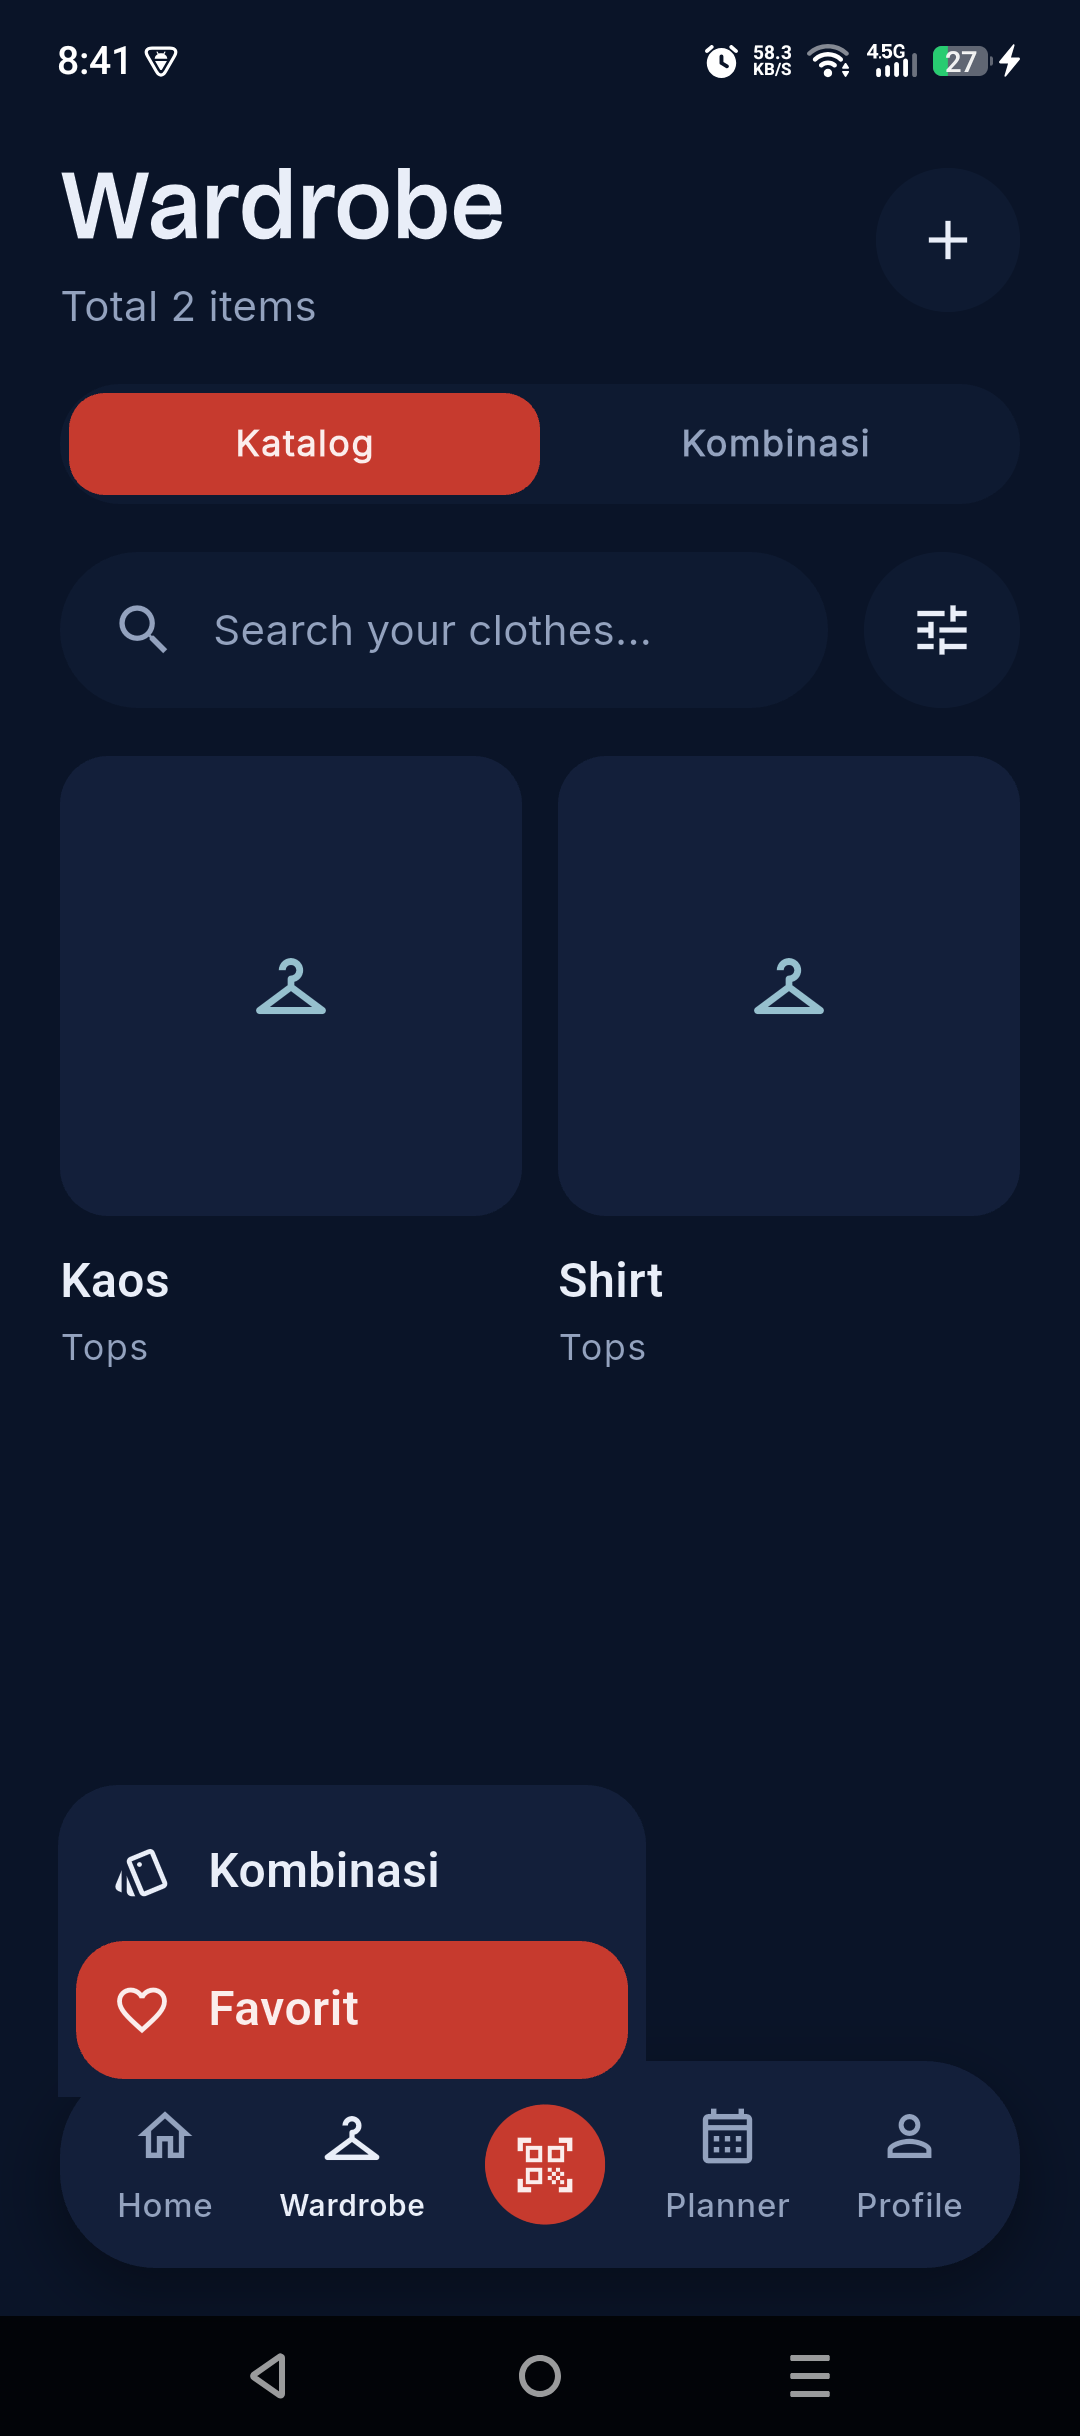 8:41
58.3
KB/S
4.5G
27
Wardrobe
Total 2 items
Katalog
Kombinasi
Search your clothes...
Kaos
Shirt
Tops
Tops
Kombinasi
Favorit
Home
Wardrobe
Planner
Profile